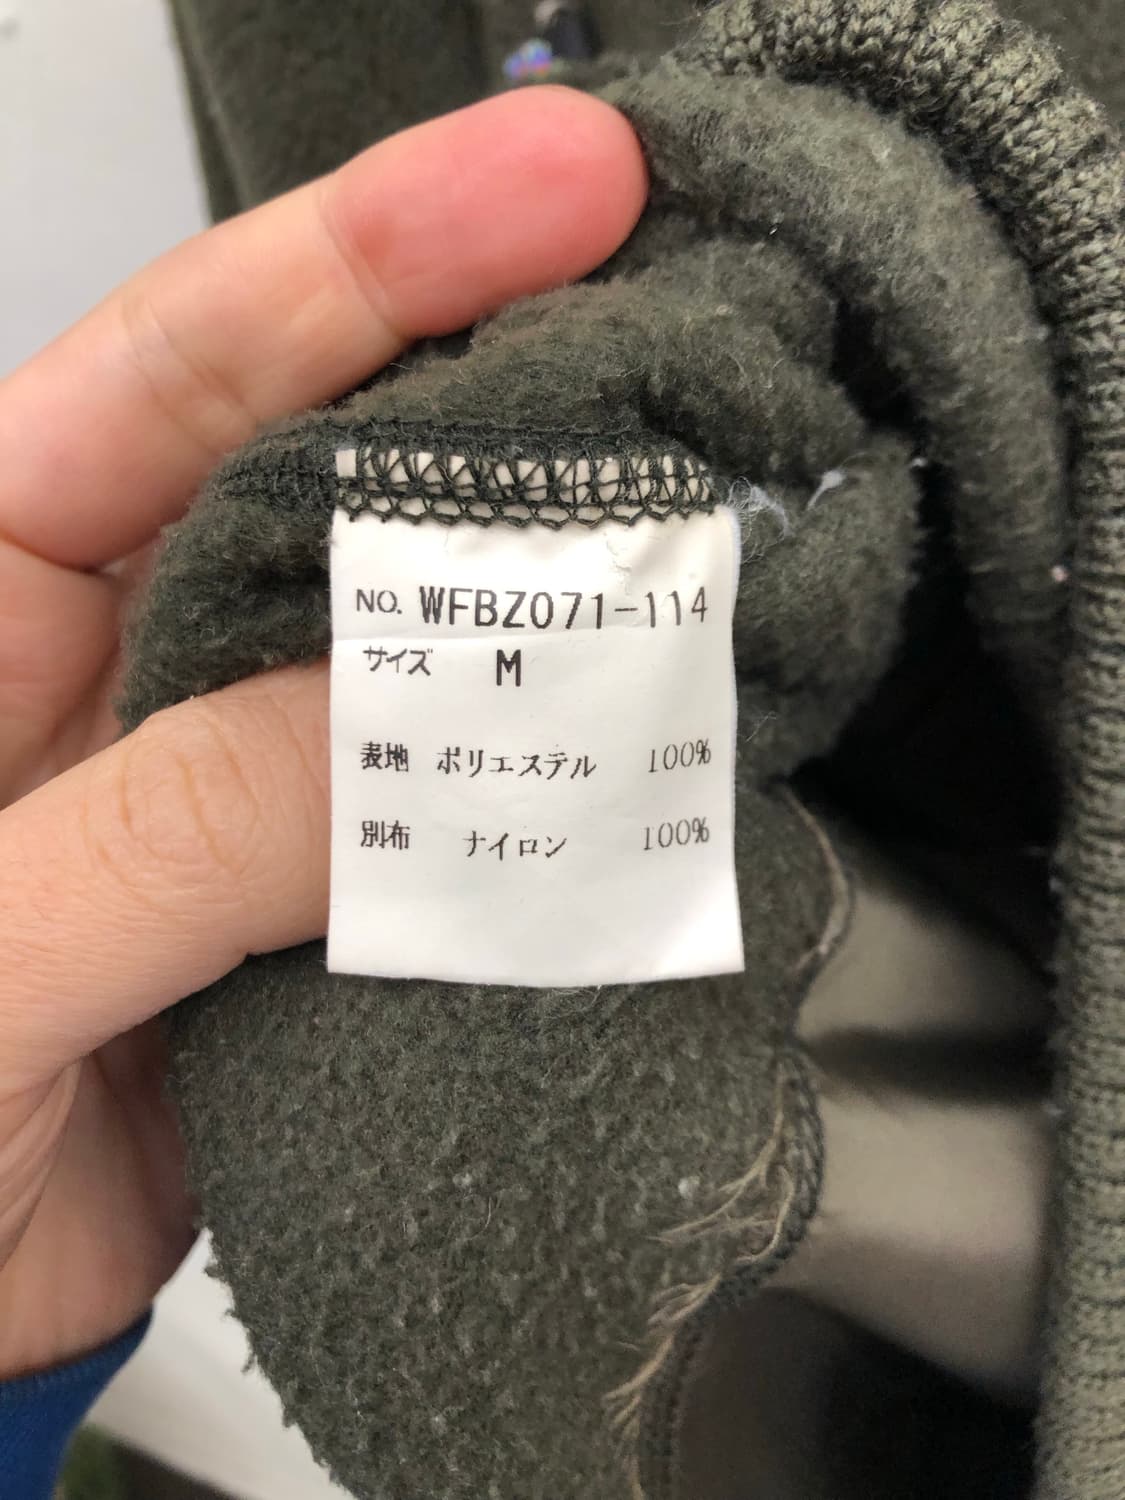 NO. WFBZ071-114
サイズ M
表地 ポリエステル 100%
別布 ナイロン 100%